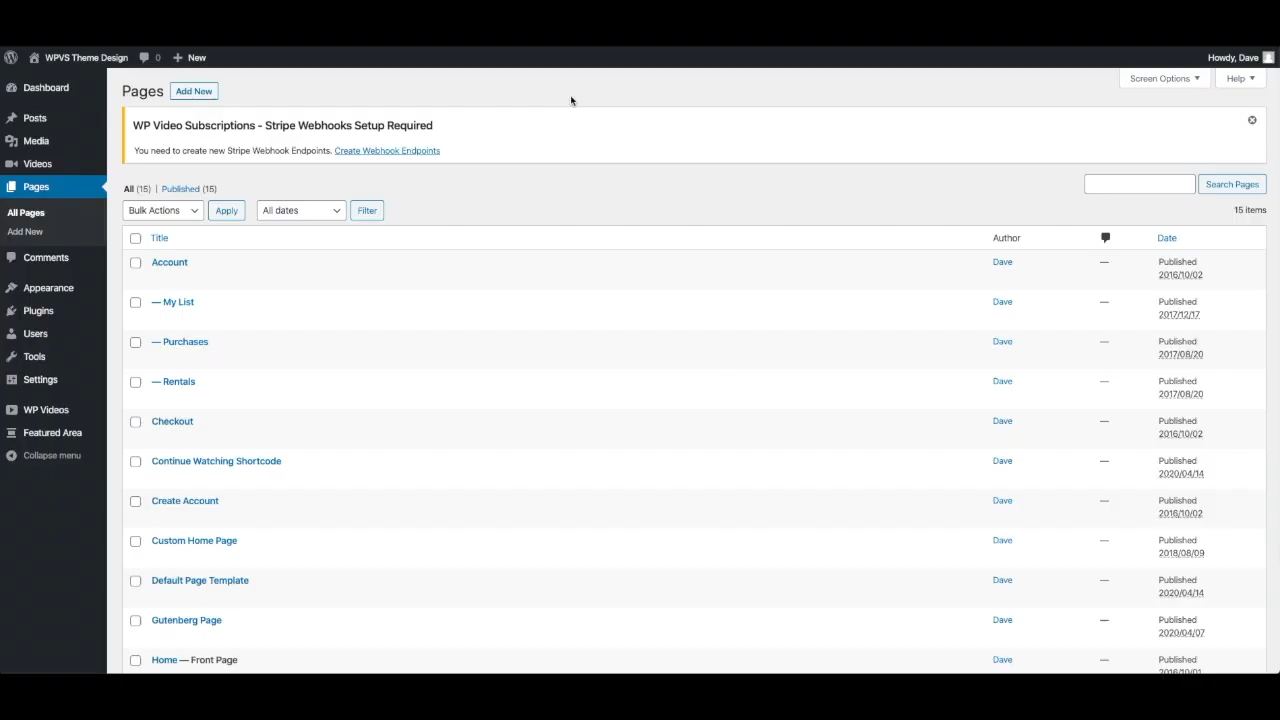 WPVS Theme Design 0 New Howdy, Dave
Dashboard
Posts
Media
Videos
Pages
All Pages
Add New
Comments
Appearance
Plugins
Users
Tools
Settings
WP Videos
Featured Area
Collapse menu
Screen Options Help
Pages Add New
WP Video Subscriptions - Stripe Webhooks Setup Required
You need to create new Stripe Webhook Endpoints. Create Webhook Endpoints
All (15) | Published (15)
Search Pages
Bulk Actions Apply All dates Filter 15 items
Title Author Date
Account Dave — Published
2016/10/02
— My List Dave — Published
2017/12/17
— Purchases Dave — Published
2017/08/20
— Rentals Dave — Published
2017/08/20
Checkout Dave — Published
2016/10/02
Continue Watching Shortcode Dave — Published
2020/04/14
Create Account Dave — Published
2016/10/02
Custom Home Page Dave — Published
2018/08/09
Default Page Template Dave — Published
2020/04/14
Gutenberg Page Dave — Published
2020/04/07
Home — Front Page Dave — Published
2016/10/01